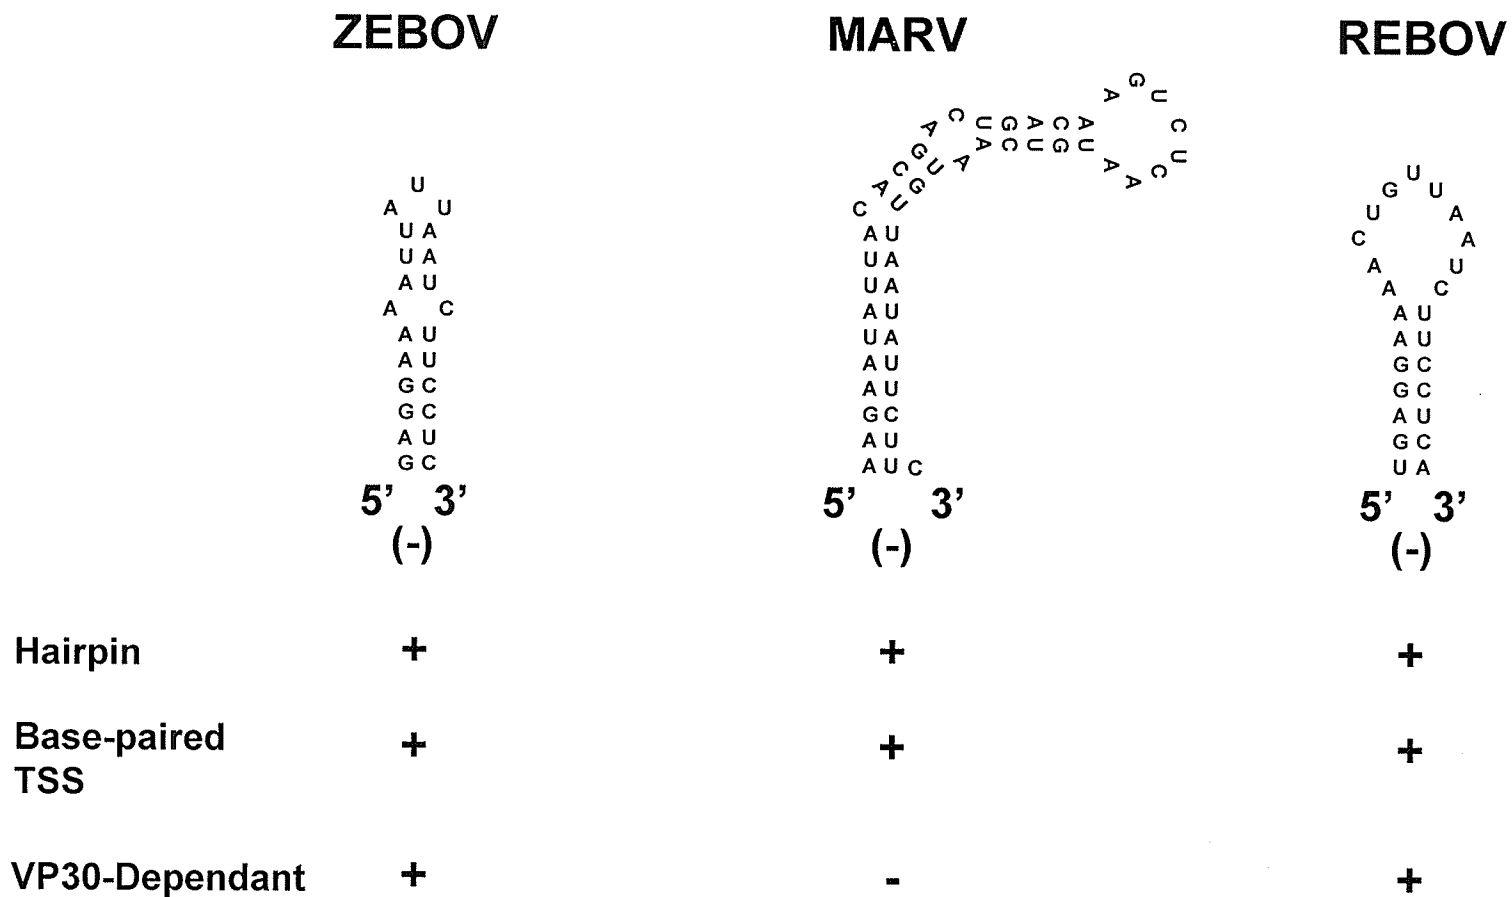 ZEBOV MARV REBOV
G
A U
C U
A C
C U G A C A
A U C G U
G
U A
C U
C
A G
A
A A
A U
C U
U
A U
A U
A A
A U
A C
A U
A U
G C
G C
A U
G C
A U
U A
U A
A U
U A
A U
A U
G C
A U
A U C
U
G U
U A
C A
A U
A C
A U
A U
G C
G C
A U
G C
U A
5’ 3’ 5’ 3’ 5’ 3’
(-) (-) (-)
Hairpin + + +
Base-paired + + +
TSS
VP30-Dependant + - +